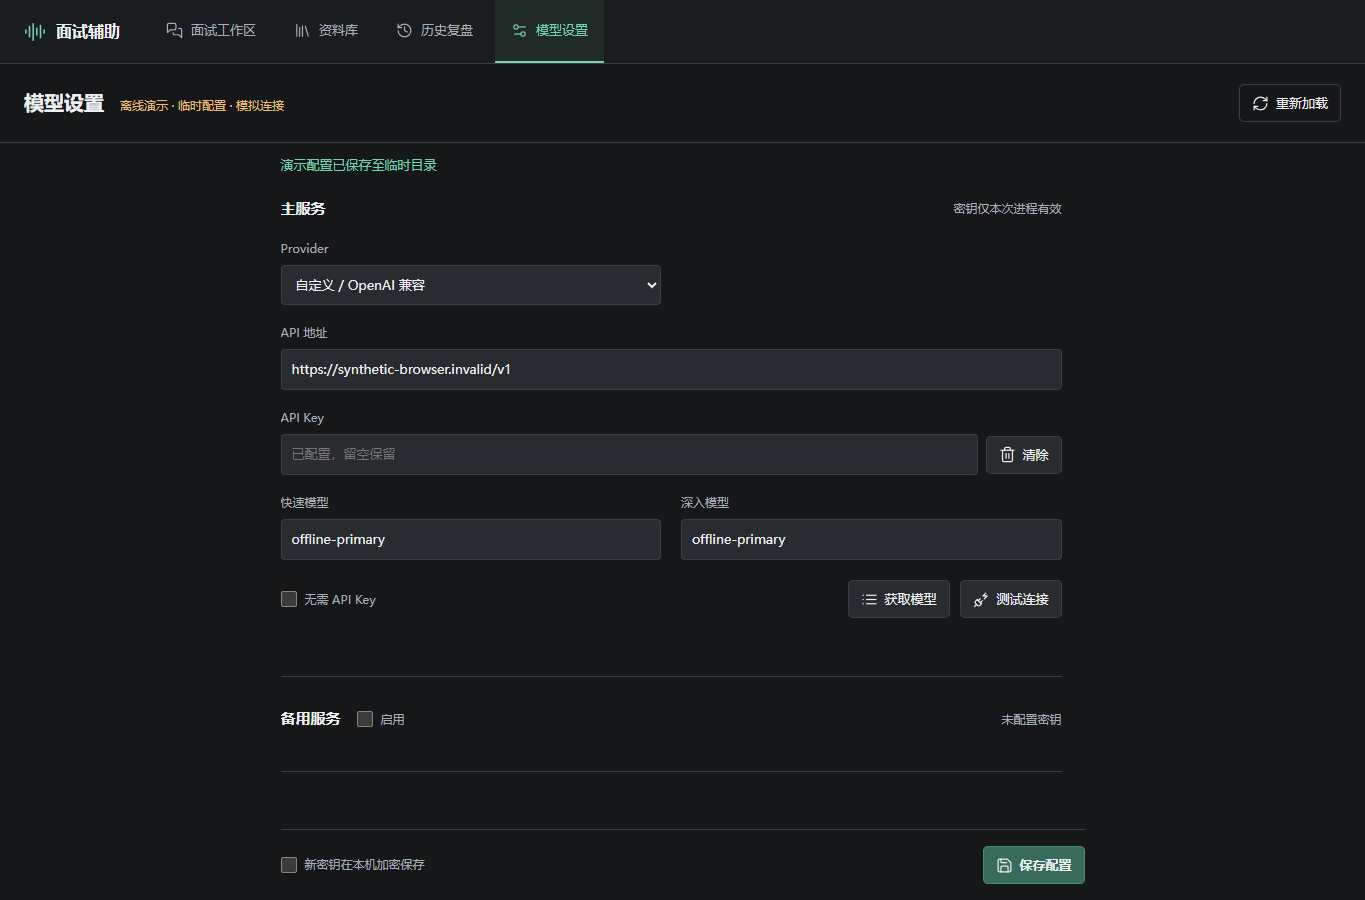 面试辅助
面试工作区
资料库
历史复盘
模型设置
模型设置
离线演示 · 临时配置 · 模拟连接
重新加载
演示配置已保存至临时目录
主服务
密钥仅本次进程有效
Provider
自定义 / OpenAI 兼容
API 地址
https://synthetic-browser.invalid/v1
API Key
已配置，留空保留
清除
快速模型
深入模型
offline-primary
offline-primary
无需 API Key
获取模型
测试连接
备用服务
启用
未配置密钥
新密钥在本机加密保存
保存配置